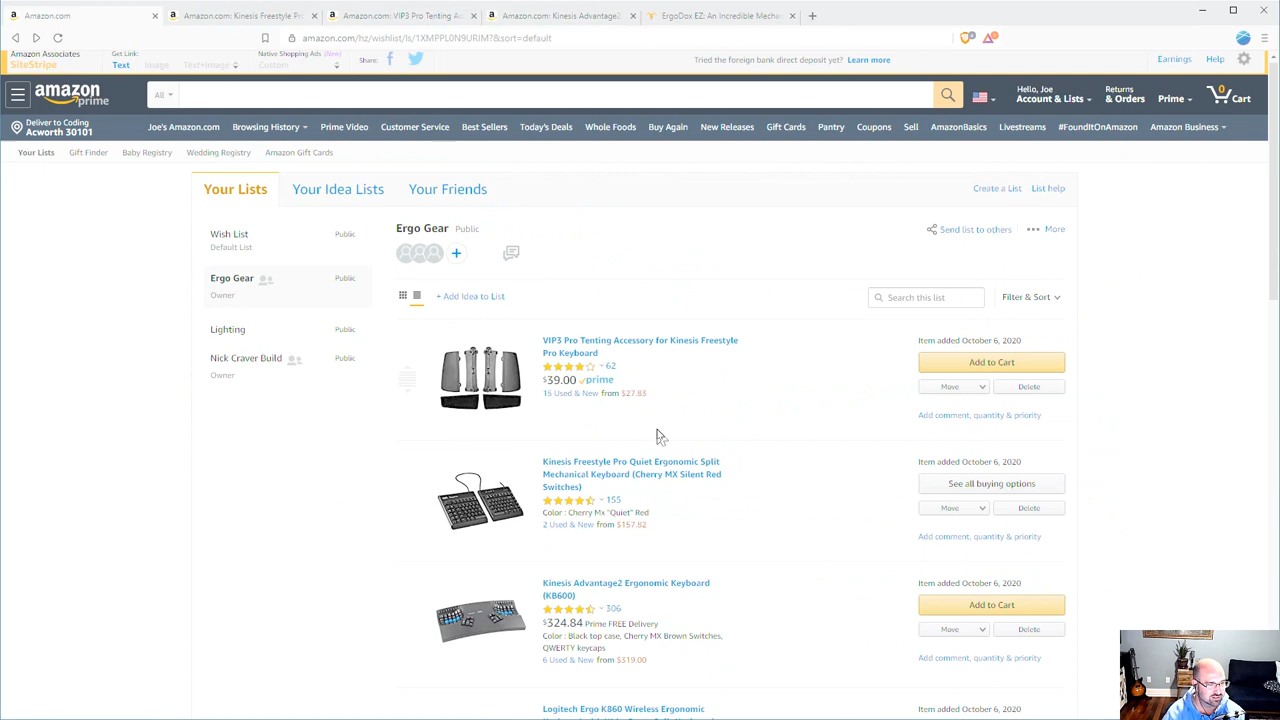 Amazon.com
Amazon.com: Kinesis Freestyle Pr
Amazon.com: VIP3 Pro Tenting Ac
Amazon.com: Kinesis Advantage2
ErgoDox EZ: An Incredible Mecha
amazon.com/hz/wishlist/ls/1XMPPL0N9URIM?&sort=default
Amazon Associates
SiteStripe
Get Link:
Text
Image
Text+Image
Native Shopping Ads (New)
Custom
Share:
Tried the foreign bank direct deposit yet? Learn more
Earnings
Help
amazon prime
All
Hello, Joe
Account & Lists
Returns
& Orders
Prime
0
Cart
Deliver to Coding
Acworth 30101
Joe's Amazon.com
Browsing History
Prime Video
Customer Service
Best Sellers
Today's Deals
Whole Foods
Buy Again
New Releases
Gift Cards
Pantry
Coupons
Sell
AmazonBasics
Livestreams
#FoundItOnAmazon
Amazon Business
Your Lists
Gift Finder
Baby Registry
Wedding Registry
Amazon Gift Cards
Your Lists
Your Idea Lists
Your Friends
Create a List
List help
Wish List
Public
Default List
Ergo Gear
Public
Owner
Lighting
Public
Nick Craver Build
Public
Owner
Ergo Gear Public
Send list to others
More
+ Add Idea to List
Search this list
Filter & Sort
VIP3 Pro Tenting Accessory for Kinesis Freestyle
Pro Keyboard
62
$39.00 prime
15 Used & New from $27.83
Item added October 6, 2020
Add to Cart
Move
Delete
Add comment, quantity & priority
Kinesis Freestyle Pro Quiet Ergonomic Split
Mechanical Keyboard (Cherry MX Silent Red
Switches)
155
Color : Cherry Mx "Quiet" Red
2 Used & New from $157.82
Item added October 6, 2020
See all buying options
Move
Delete
Add comment, quantity & priority
Kinesis Advantage2 Ergonomic Keyboard
(KB600)
306
$324.84 Prime FREE Delivery
Color : Black top case, Cherry MX Brown Switches,
QWERTY keycaps
6 Used & New from $319.00
Item added October 6, 2020
Add to Cart
Move
Delete
Add comment, quantity & priority
Logitech Ergo K860 Wireless Ergonomic
Item added October 6, 2020